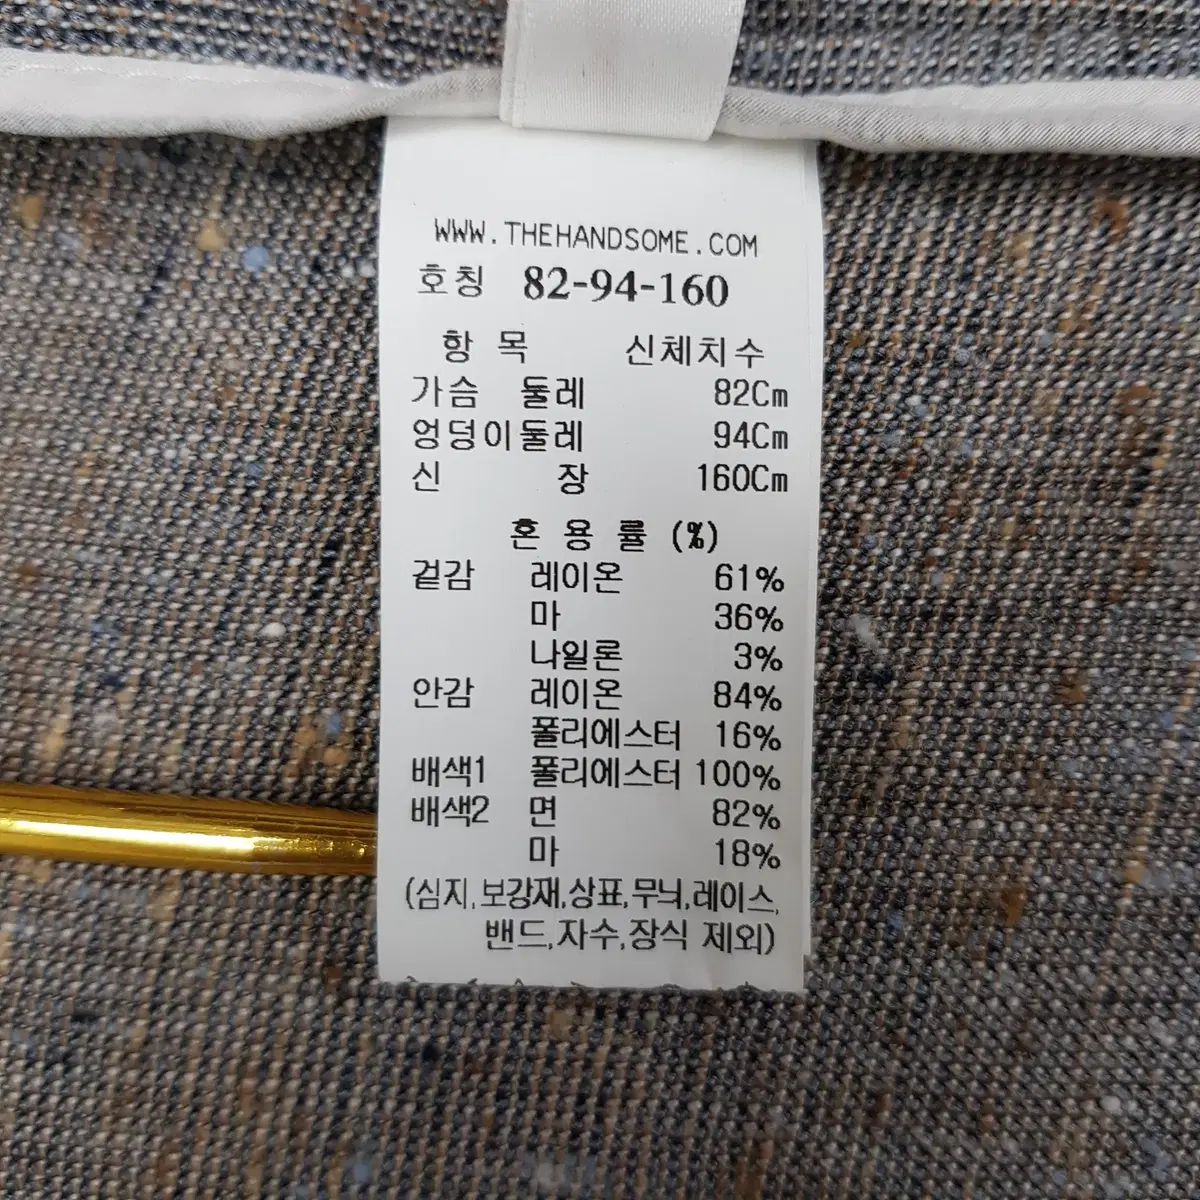 WWW.THEHANDSOME.COM
호칭 82-94-160
항 목 신체치수
가슴 둘레 82Cm
엉덩이둘레 94Cm
신 장 160Cm
혼 용 률 (%)
겉감 레이온 61%
마 36%
나일론 3%
안감 레이온 84%
폴리에스터 16%
배색1 폴리에스터 100%
배색2 면 82%
마 18%
(심지,보강재,상표,무늬,레이스,
밴드,자수,장식 제외)